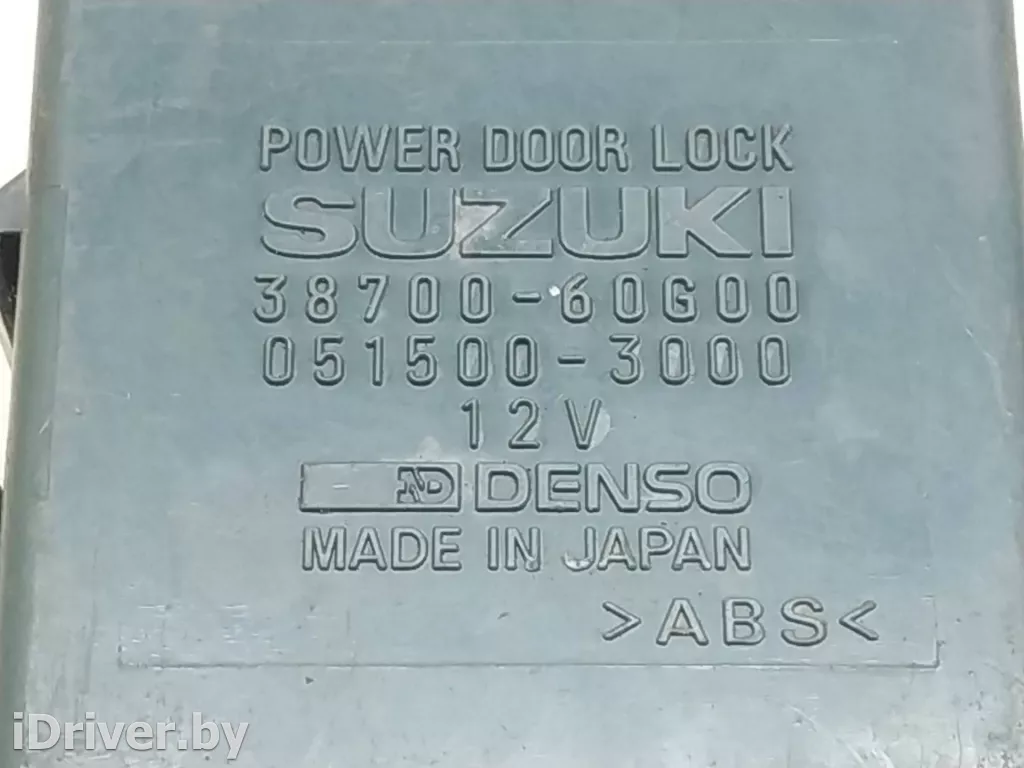 POWER DOOR LOCK
SUZUKI
38700-60G00
051500-3000
12V
ND DENSO
MADE IN JAPAN
>ABS<
iDriver.by